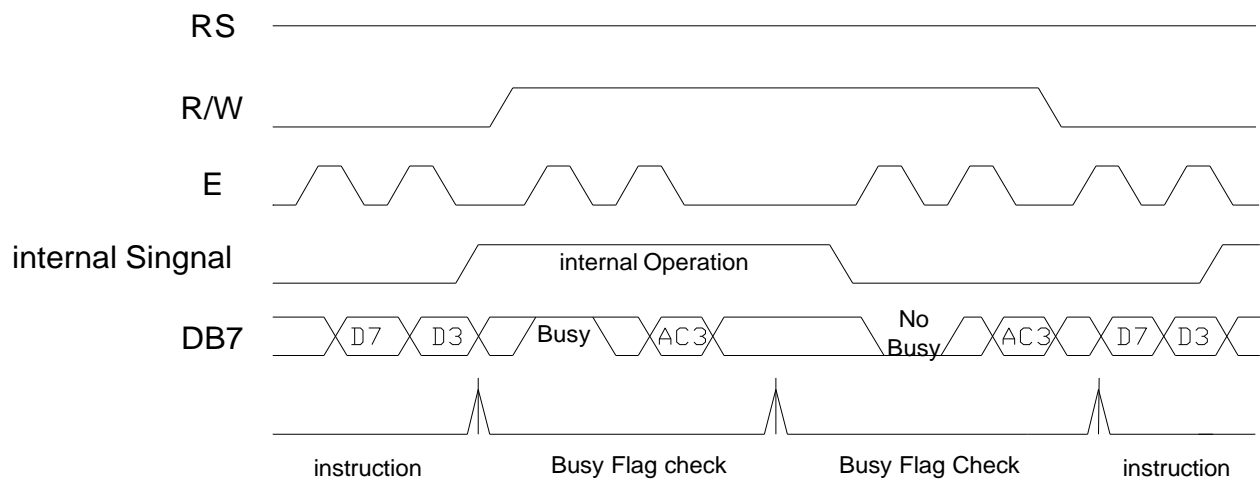 RS
R/W
E
internal Singnal
internal Operation
DB7
D7
D3
Busy
AC3
No
Busy
AC3
D7
D3
instruction
Busy Flag check
Busy Flag Check
instruction